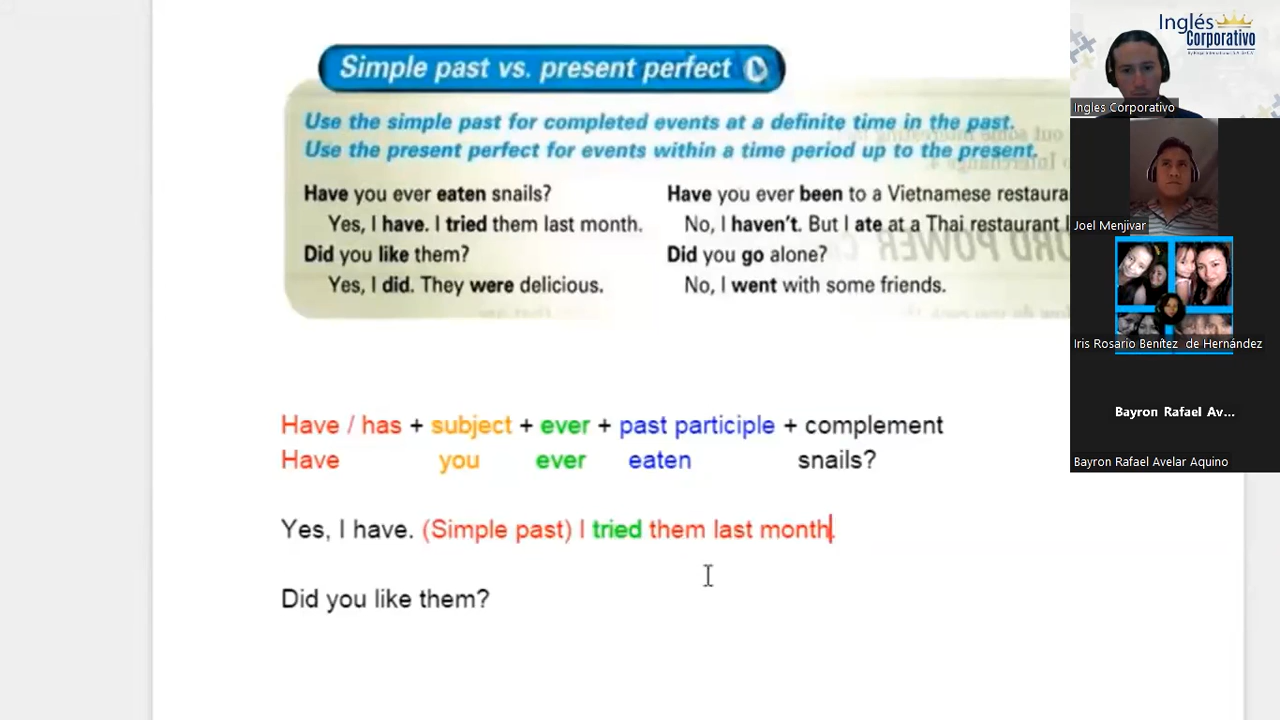 Simple past vs. present perfect
Use the simple past for completed events at a definite time in the past.
Use the present perfect for events within a time period up to the present.
Have you ever eaten snails?
Yes, I have. I tried them last month.
Did you like them?
Yes, I did. They were delicious.
Have you ever been to a Vietnamese restaura
No, I haven't. But I ate at a Thai restaurant
Did you go alone?
No, I went with some friends.
Have / has + subject + ever + past participle + complement
Have you ever eaten snails?
Yes, I have. (Simple past) I tried them last month.
Did you like them?
Inglés
Corporativo
Ingles Corporativo
Joel Menjivar
Iris Rosario Benítez de Hernández
Bayron Rafael Av...
Bayron Rafael Avelar Aquino